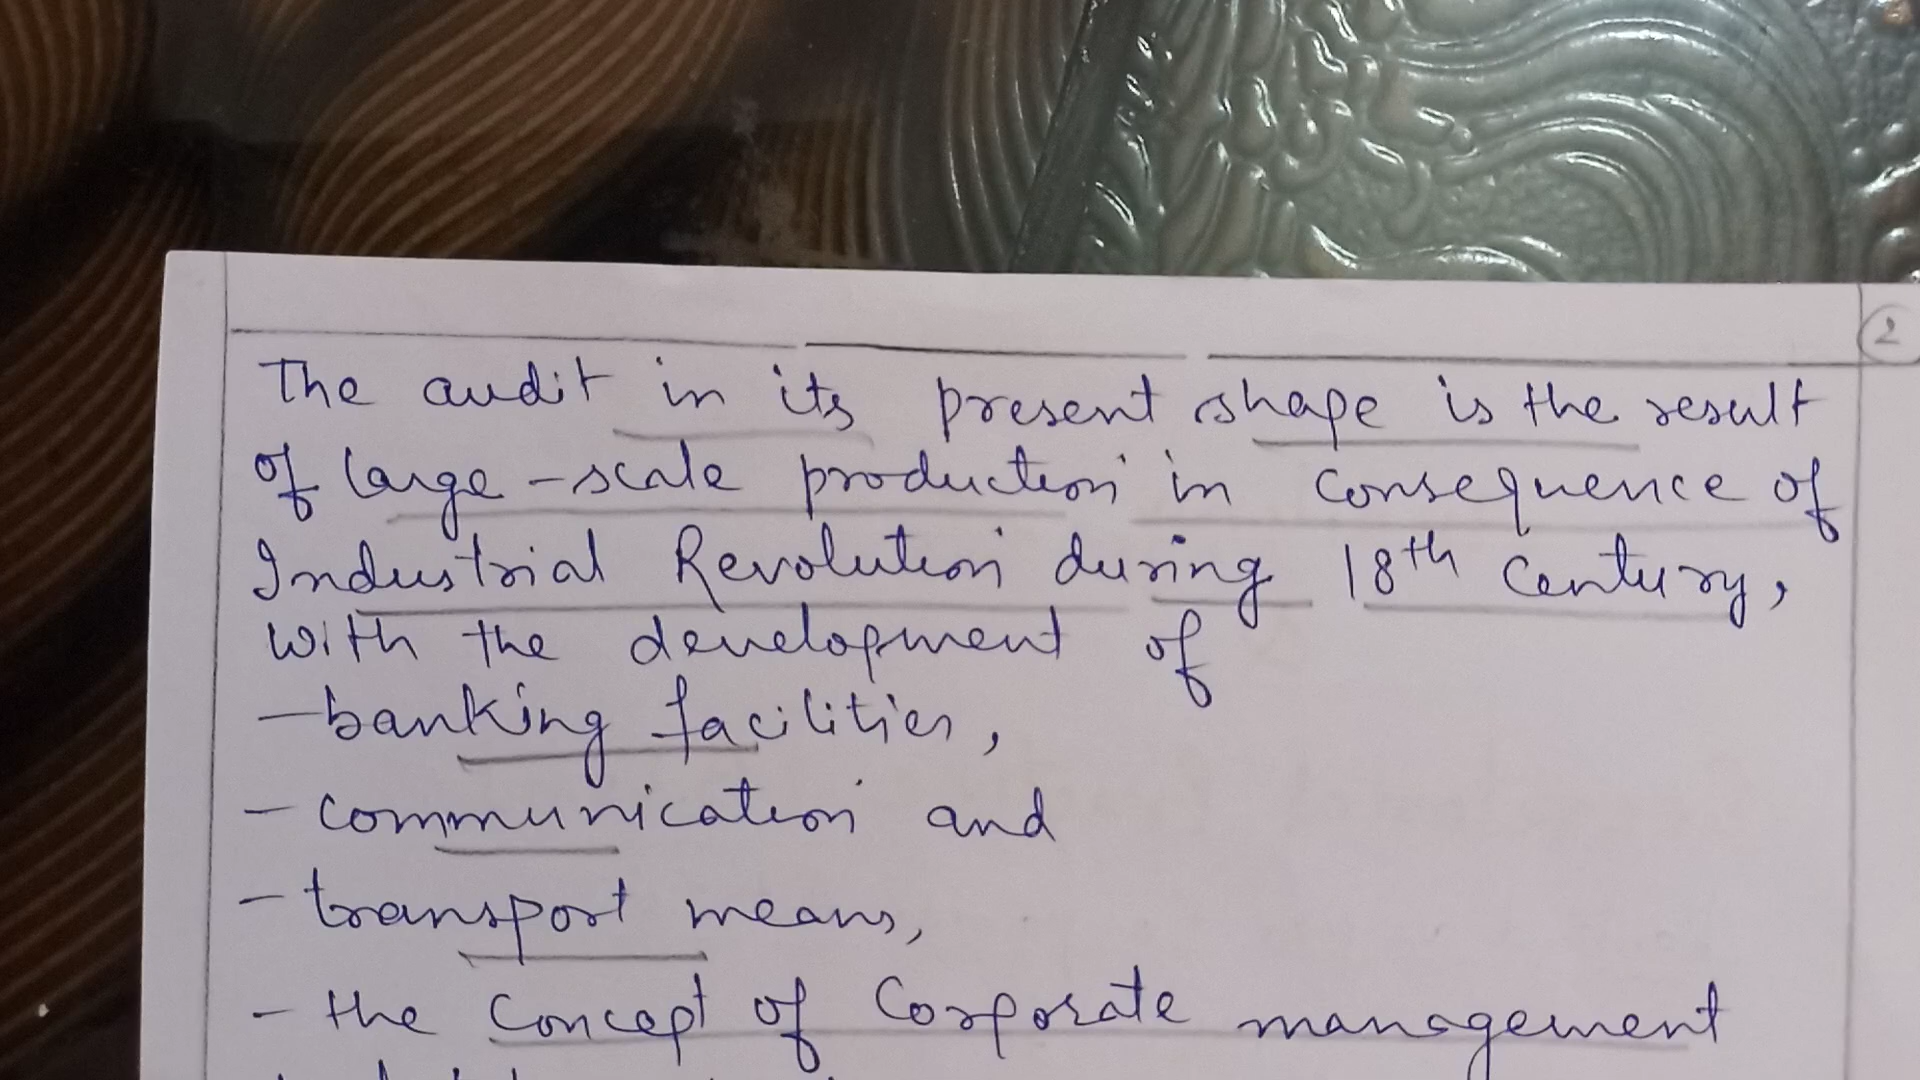 2
The audit in its present shape is the result
of large-scale production in consequence of
Industrial Revolution during 18th Century,
with the development of
- banking facilities,
- communication and
- transport means,
- the concept of Corporate management